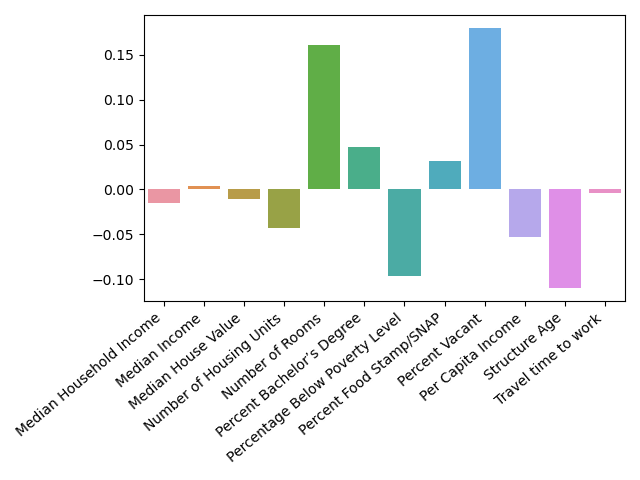 0.15
0.10
0.05
0.00
−0.05
−0.10
Median Household Income
Median Income
Median House Value
Number of Housing Units
Number of Rooms
Percent Bachelor's Degree
Percentage Below Poverty Level
Percent Food Stamp/SNAP
Percent Vacant
Per Capita Income
Structure Age
Travel time to work